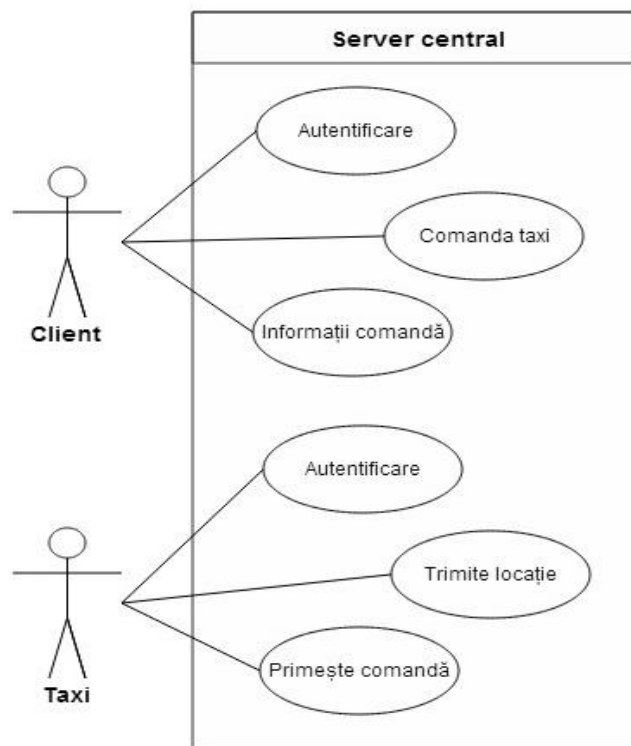 Server central
Autentificare
Comanda taxi
Informații comandă
Client
Autentificare
Trimite locație
Primește comandă
Taxi